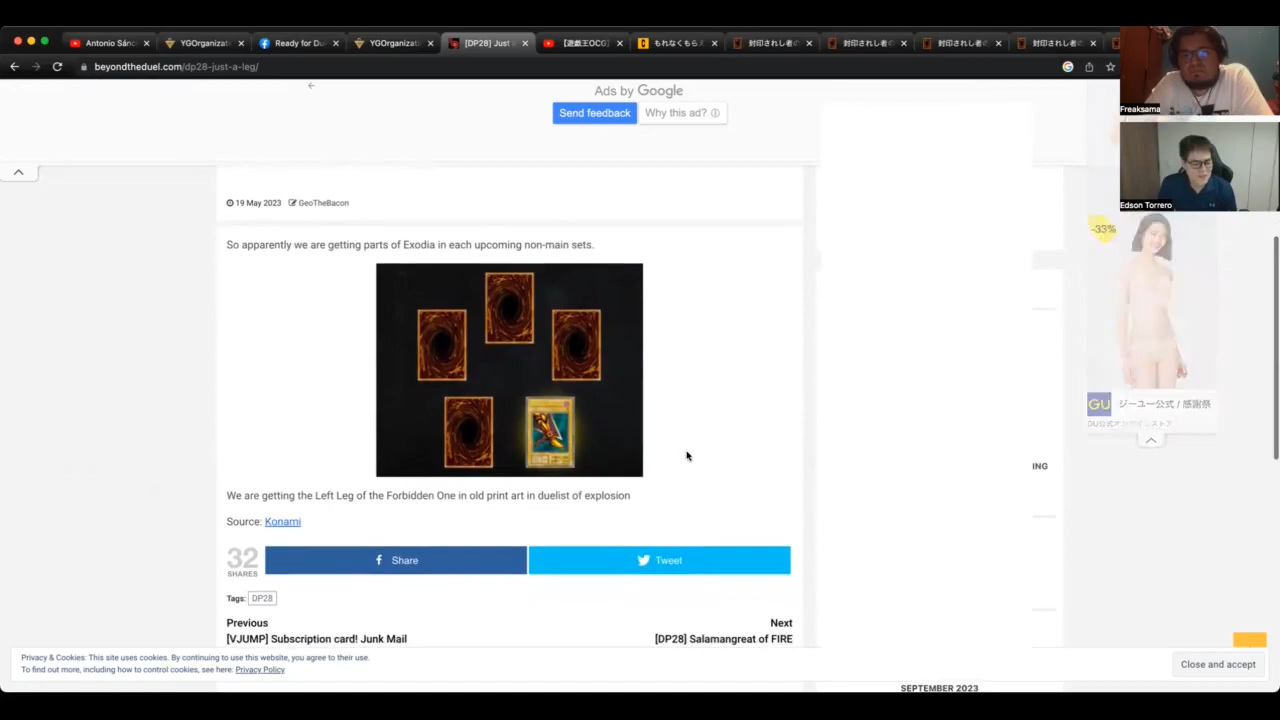 Antonio Sánc
YGOrganizati
Ready for Du
YGOrganizati
[DP28] Just
【遊戯王OCG】
もれなくもら
封印されし者の
封印されし者の
封印されし者の
封印されし者の
beyondtheduel.com/dp28-just-a-leg/
Ads by Google
Send feedback
Why this ad?
Freaksama
Edson Torrero
19 May 2023 GeoTheBacon
So apparently we are getting parts of Exodia in each upcoming non-main sets.
-33%
GU
ジーユー公式 / 感謝祭
ING
We are getting the Left Leg of the Forbidden One in old print art in duelist of explosion
Source: Konami
32
SHARES
Share
Tweet
Tags: DP28
Previous
[VJUMP] Subscription card! Junk Mail
Next
[DP28] Salamangreat of FIRE
Privacy & Cookies: This site uses cookies. By continuing to use this website, you agree to their use.
To find out more, including how to control cookies, see here: Privacy Policy
Close and accept
SEPTEMBER 2023